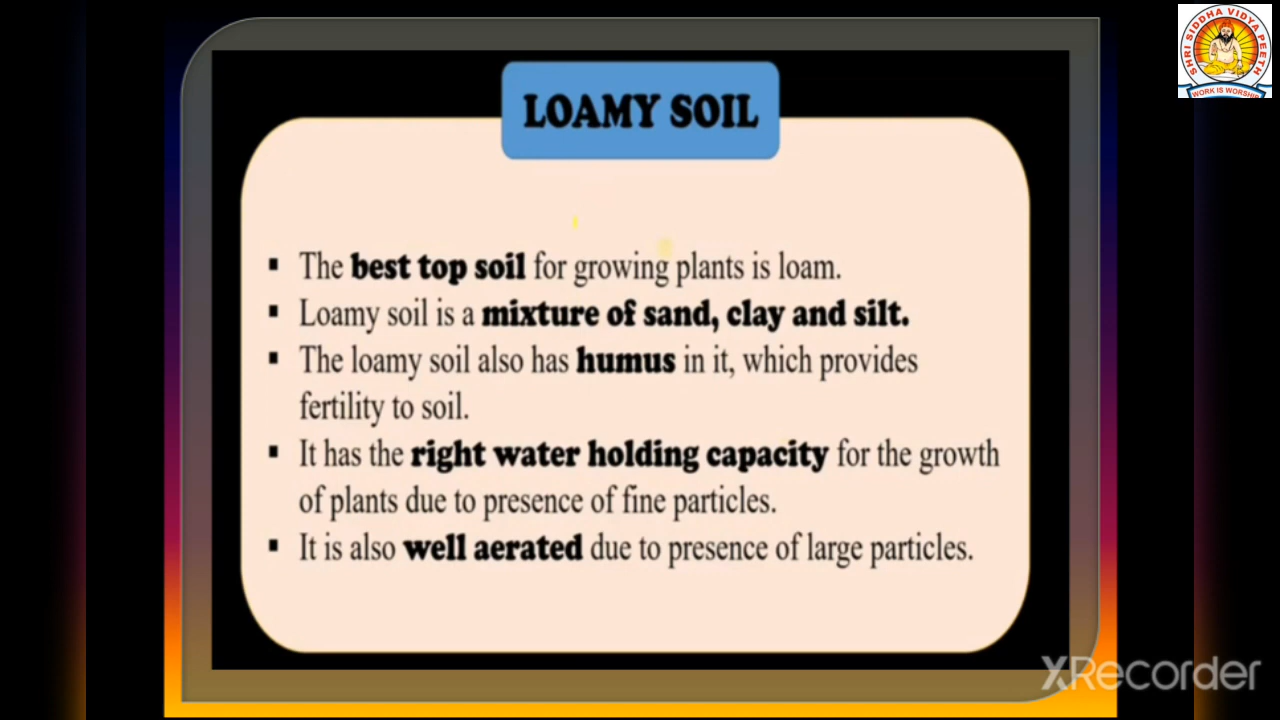 SHRI SIDDHA VIDYA PEETH
WORK IS WORSHIP
LOAMY SOIL
▪ The best top soil for growing plants is loam.
▪ Loamy soil is a mixture of sand, clay and silt.
▪ The loamy soil also has humus in it, which provides
fertility to soil.
▪ It has the right water holding capacity for the growth
of plants due to presence of fine particles.
▪ It is also well aerated due to presence of large particles.
XRecorder